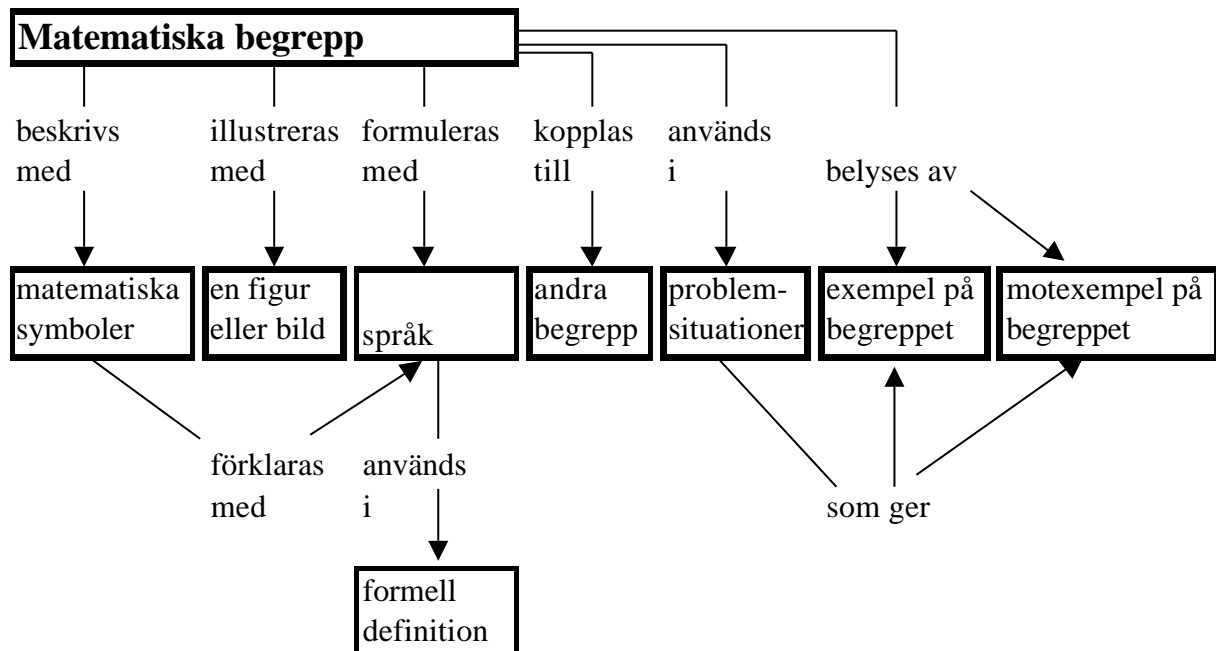 Matematiska begrepp
beskrivs
med
illustreras
med
formuleras
med
kopplas
till
används
i
belyses av
matematiska
symboler
en figur
eller bild
språk
andra
begrepp
problem-
situationer
exempel på
begreppet
motexempel på
begreppet
förklaras
med
används
i
som ger
formell
definition